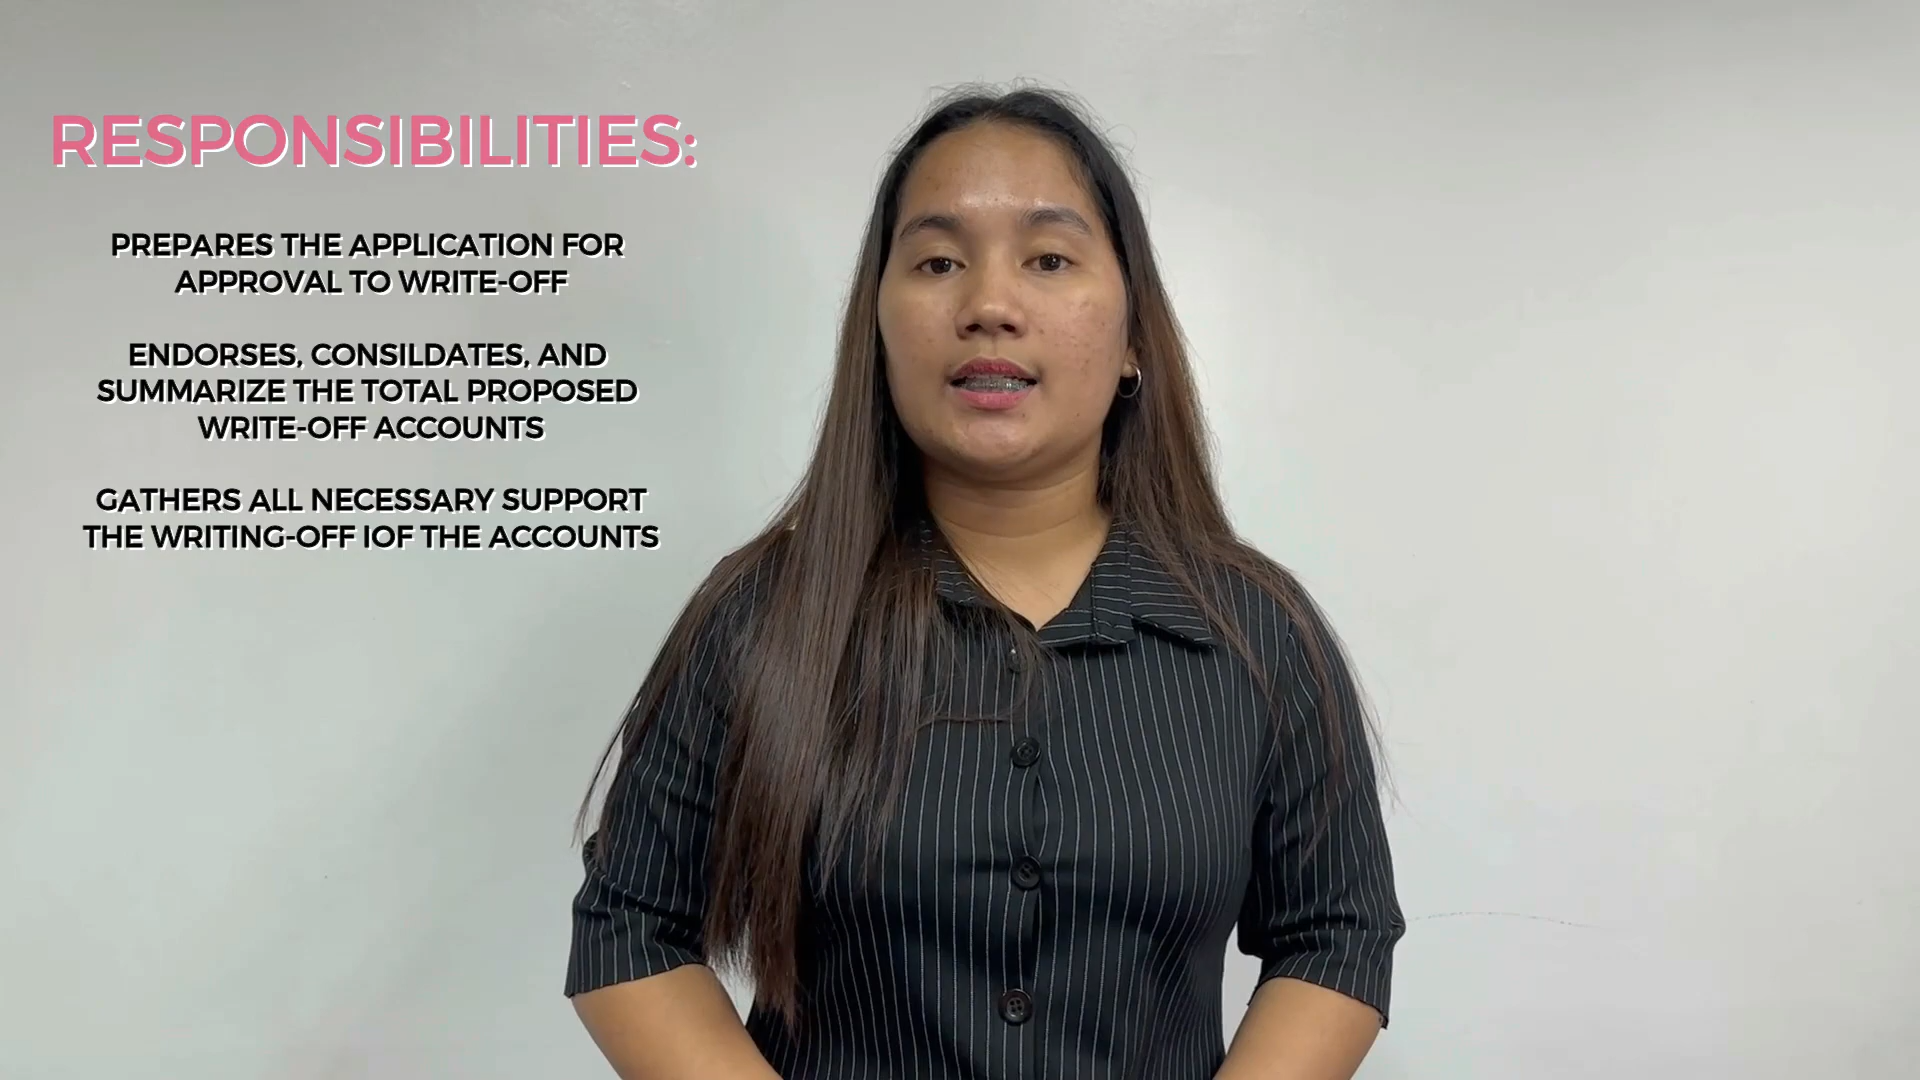 RESPONSIBILITIES:
PREPARES THE APPLICATION FOR
APPROVAL TO WRITE-OFF
ENDORSES, CONSILDATES, AND
SUMMARIZE THE TOTAL PROPOSED
WRITE-OFF ACCOUNTS
GATHERS ALL NECESSARY SUPPORT
THE WRITING-OFF IOF THE ACCOUNTS